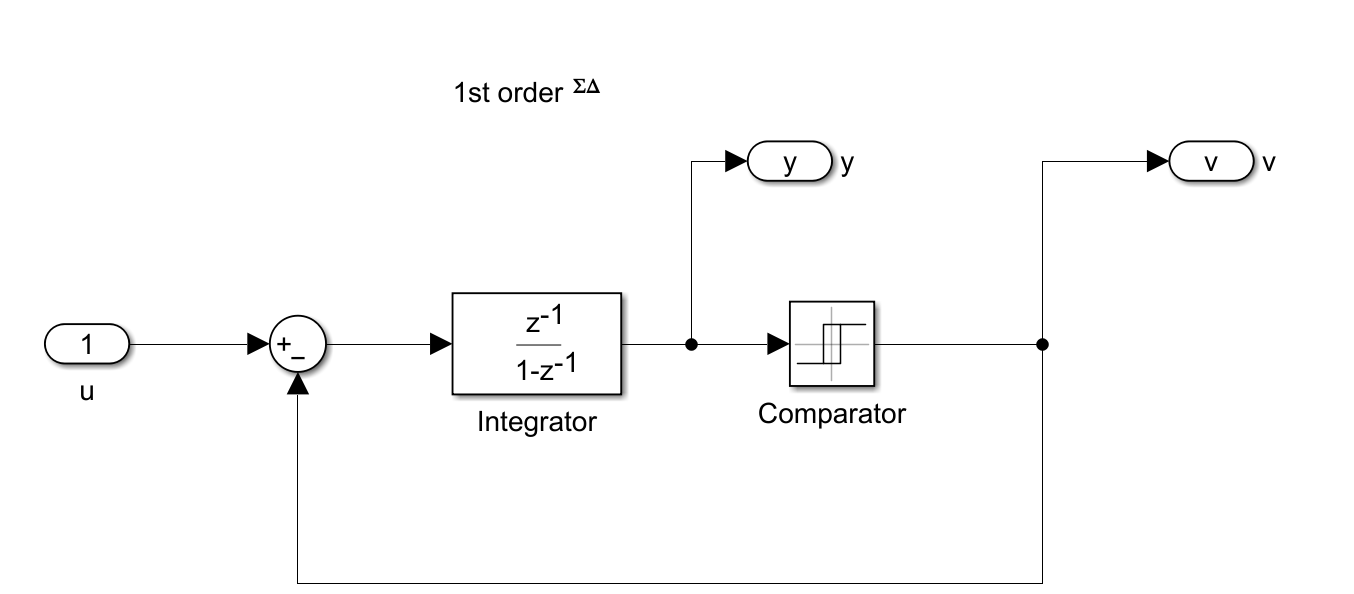 1st order ΣΔ
y y
v v
1
u
+
−
z-1
1-z-1
Integrator
Comparator